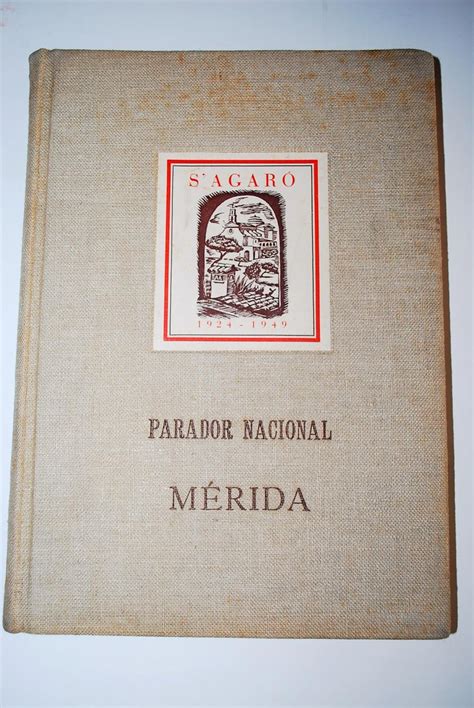 S'AGARÓ
1924 - 1949
PARADOR NACIONAL
MÉRIDA